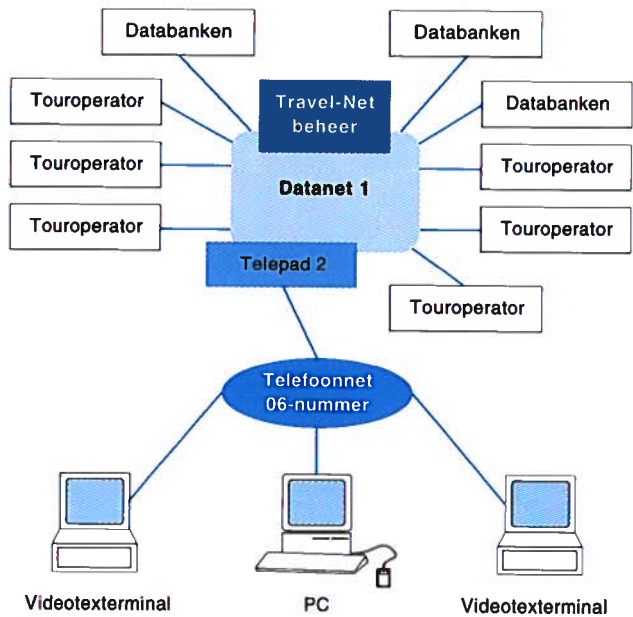 Databanken
Databanken
Touroperator
Travel-Net
beheer
Databanken
Touroperator
Datanet 1
Touroperator
Touroperator
Touroperator
Telepad 2
Touroperator
Telefoonnet
06-nummer
Videotexterminal
PC
Videotexterminal